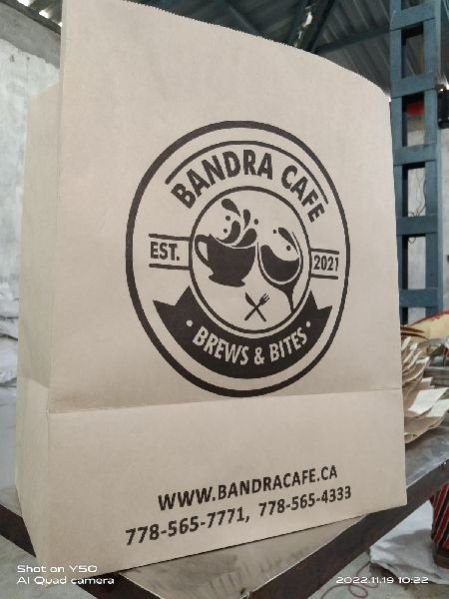 BANDRA CAFE
EST. 2021
• BREWS & BITES •
WWW.BANDRACAFE.CA
778-565-7771, 778-565-4333
Shot on Y50
AI Quad camera
2022.11.19 10:22